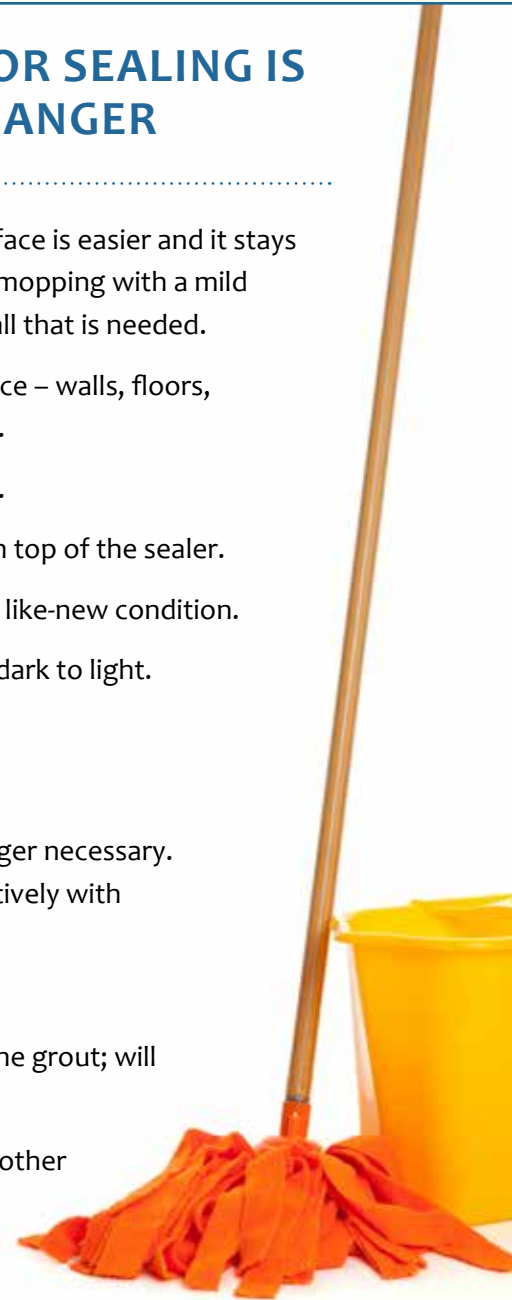 OR SEALING IS
ANGER
face is easier and it stays
mopping with a mild
all that is needed.
ce – walls, floors,
.
.
n top of the sealer.
like-new condition.
dark to light.
ger necessary.
tively with
he grout; will
other